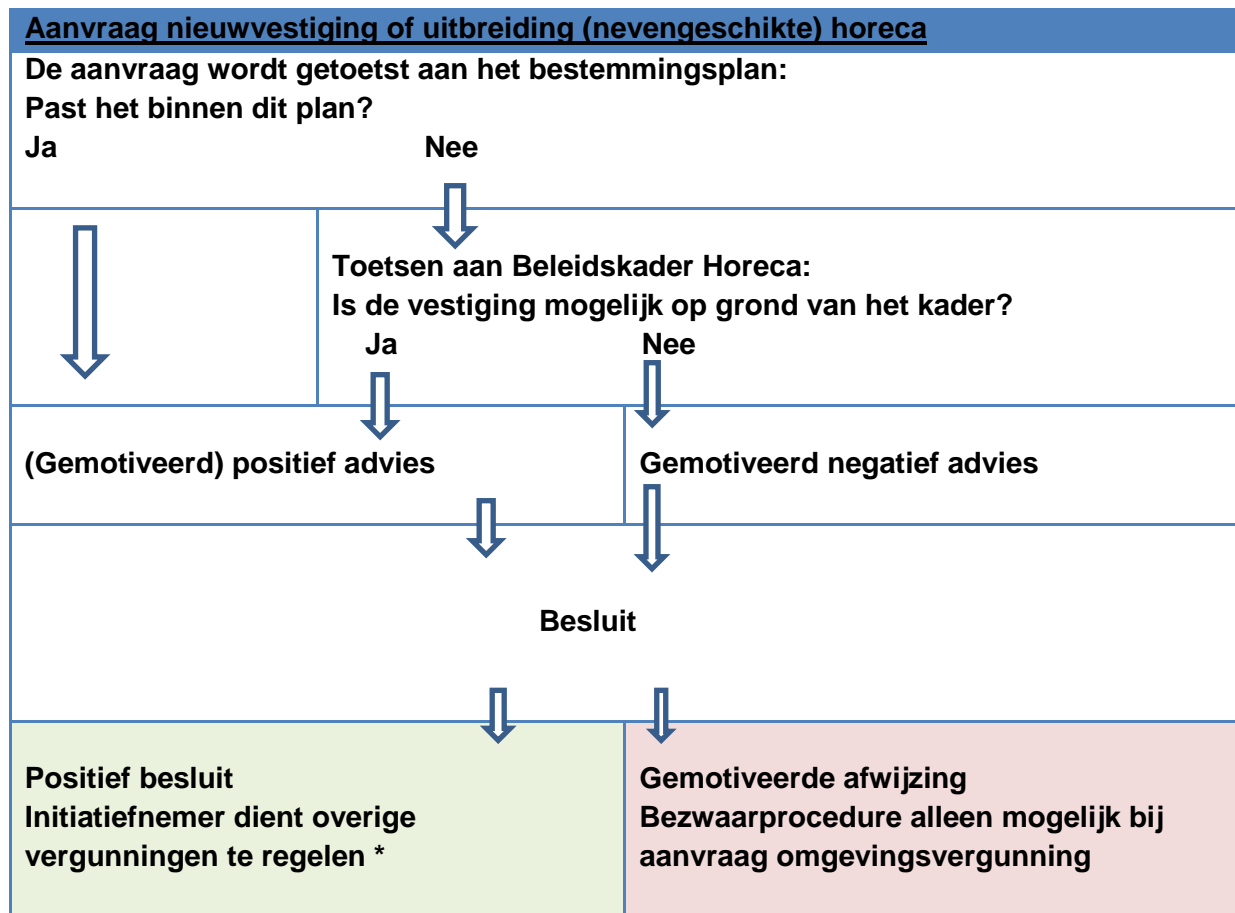 Aanvraag nieuwvestiging of uitbreiding (nevengeschikte) horeca
De aanvraag wordt getoetst aan het bestemmingsplan:
Past het binnen dit plan?
Ja Nee
Toetsen aan Beleidskader Horeca:
Is de vestiging mogelijk op grond van het kader?
Ja Nee
(Gemotiveerd) positief advies
Gemotiveerd negatief advies
Besluit
Positief besluit
Initiatiefnemer dient overige
vergunningen te regelen *
Gemotiveerde afwijzing
Bezwaarprocedure alleen mogelijk bij
aanvraag omgevingsvergunning